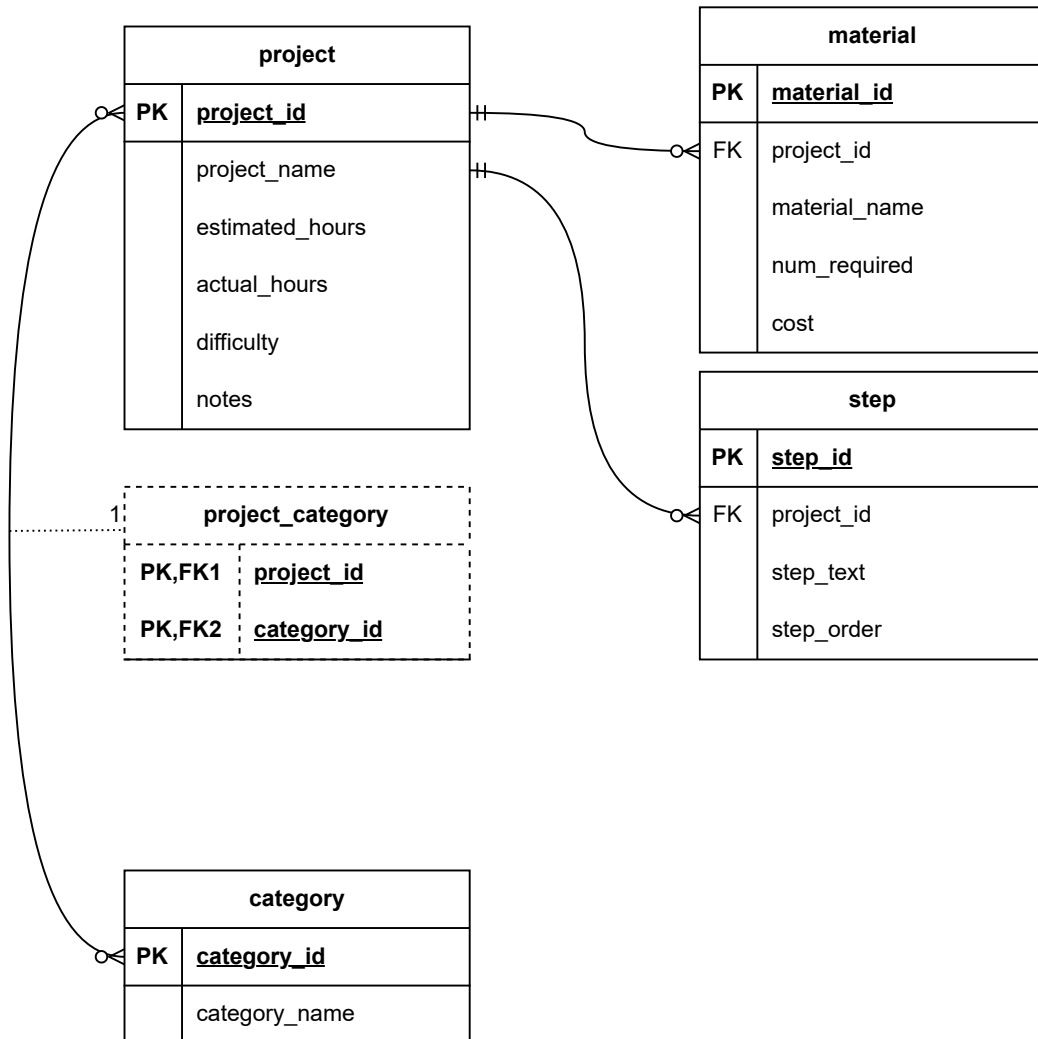 project
PK project_id
project_name
estimated_hours
actual_hours
difficulty
notes
material
PK material_id
FK project_id
material_name
num_required
cost
step
PK step_id
FK project_id
step_text
step_order
1
project_category
PK,FK1 project_id
PK,FK2 category_id
category
PK category_id
category_name